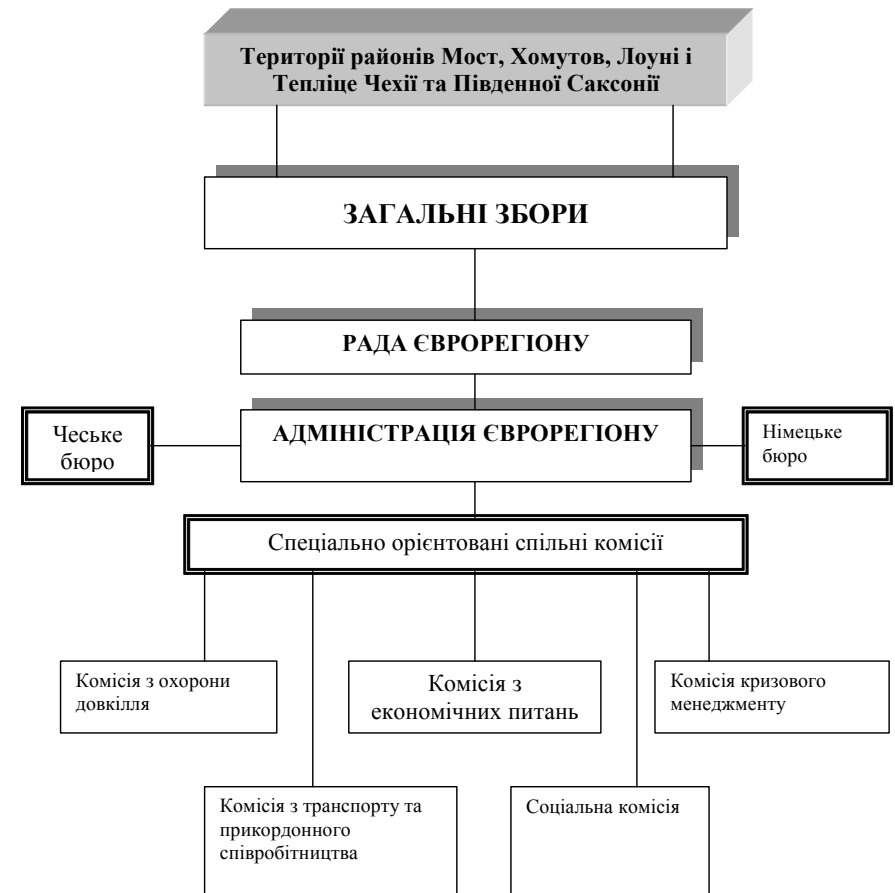 Території районів Мост, Хомутов, Лоуні і
Тепліце Чехії та Південної Саксонії
ЗАГАЛЬНІ ЗБОРИ
РАДА ЄВРОРЕГІОНУ
Чеське
бюро
АДМІНІСТРАЦІЯ ЄВРОРЕГІОНУ
Німецьке
бюро
Спеціально орієнтовані спільні комісії
Комісія з охорони
довкілля
Комісія з
економічних питань
Комісія кризового
менеджменту
Комісія з транспорту та
прикордонного
співробітництва
Соціальна комісія